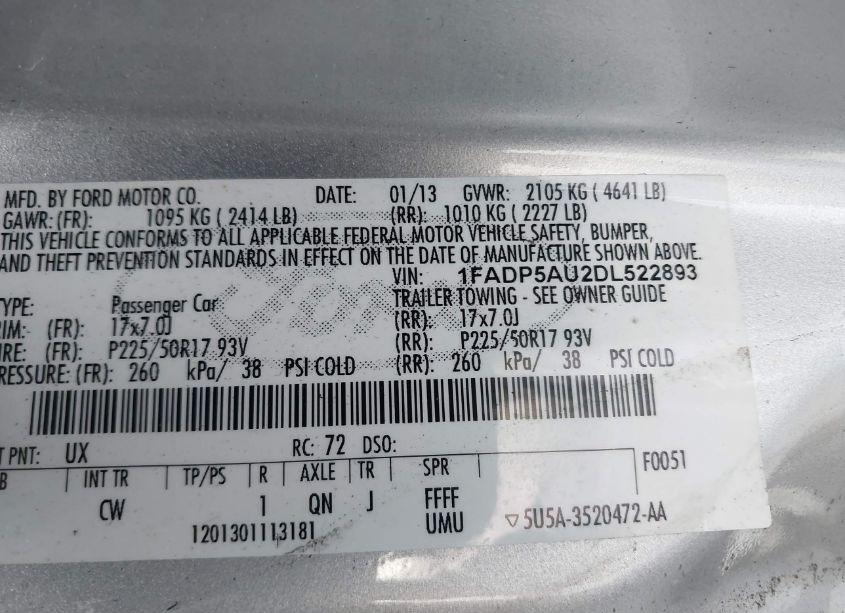 MFD. BY FORD MOTOR CO. DATE: 01/13 GVWR: 2105 KG ( 4641 LB)
GAWR: (FR): 1095 KG ( 2414 LB) (RR): 1010 KG ( 2227 LB)
THIS VEHICLE CONFORMS TO ALL APPLICABLE FEDERAL MOTOR VEHICLE SAFETY, BUMPER,
AND THEFT PREVENTION STANDARDS IN EFFECT ON THE DATE OF MANUFACTURE SHOWN ABOVE.
VIN: 1FADP5AU2DL522893
TYPE: Passenger Car TRAILER TOWING - SEE OWNER GUIDE
RIM: (FR): 17x7.0J (RR): 17x7.0J
IRE: (FR): P225/50R17 93V (RR): P225/50R17 93V
RESSURE: (FR): 260 kPa/ 38 PSI COLD (RR): 260 kPa/ 38 PSI COLD
T PNT: UX RC: 72 DSO:
B INT TR TP/PS R AXLE TR SPR F0051
CW 1 QN J FFFF
1201301113181 UMU ▽5U5A-3520472-AA